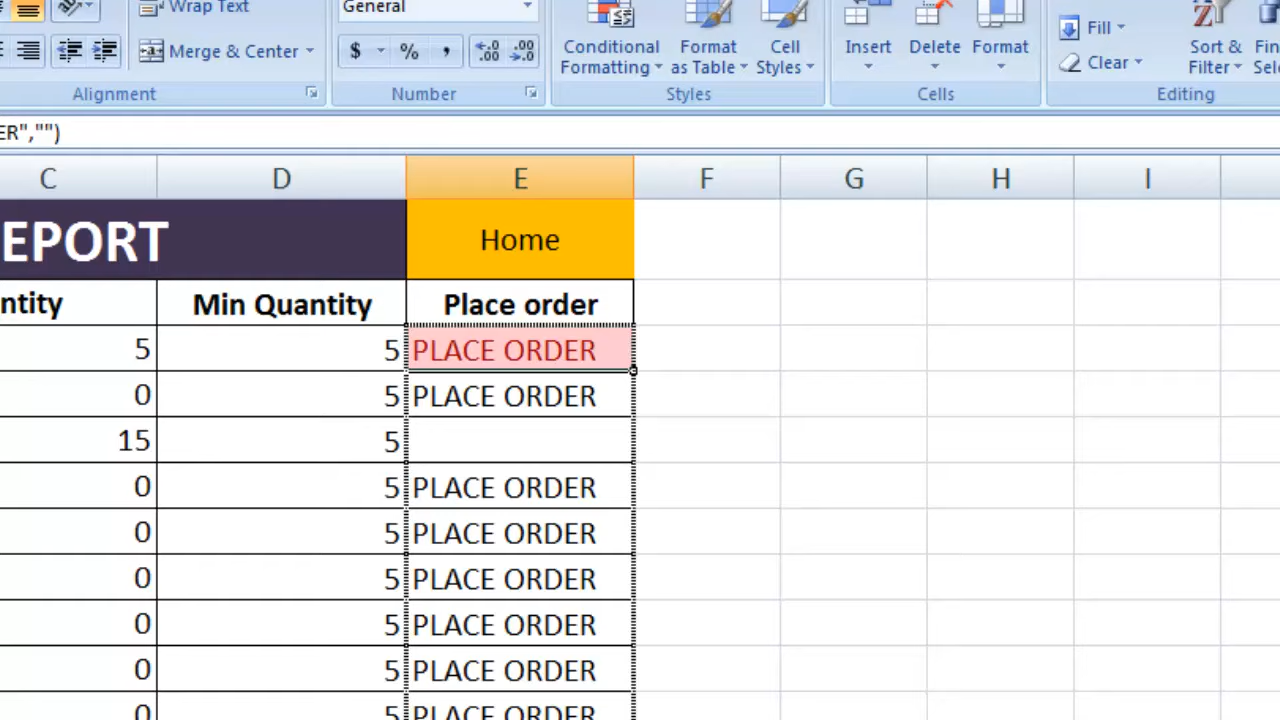 Wrap Text
General
Merge & Center
$ % ,
Conditional Formatting
Format as Table
Cell Styles
Insert
Delete
Format
Fill
Clear
Sort & Filter
Alignment
Number
Styles
Cells
Editing
ER","")
C D E F G H I
EPORT Home
ntity Min Quantity Place order
5 5 PLACE ORDER
0 5 PLACE ORDER
15 5
0 5 PLACE ORDER
0 5 PLACE ORDER
0 5 PLACE ORDER
0 5 PLACE ORDER
0 5 PLACE ORDER
0 5 PLACE ORDER